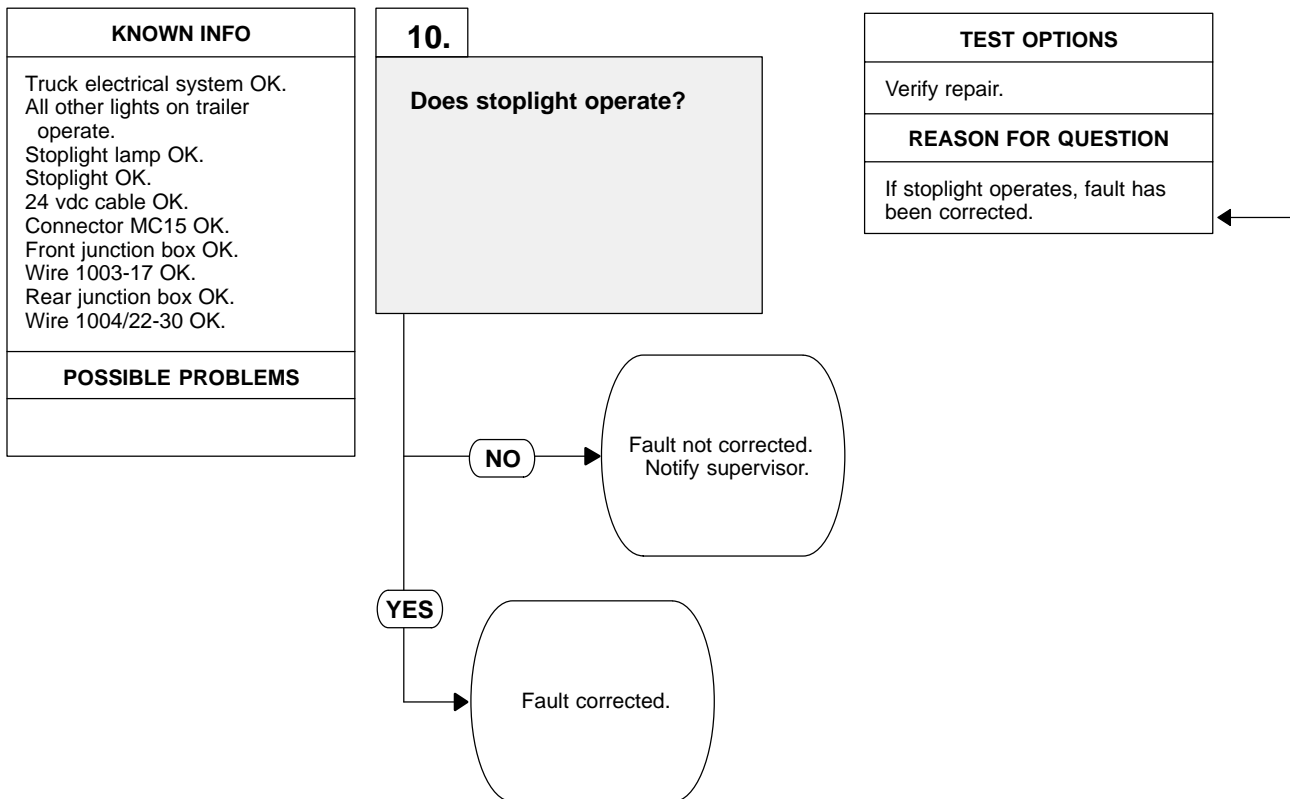 KNOWN INFO
Truck electrical system OK.
All other lights on trailer
operate.
Stoplight lamp OK.
Stoplight OK.
24 vdc cable OK.
Connector MC15 OK.
Front junction box OK.
Wire 1003-17 OK.
Rear junction box OK.
Wire 1004/22-30 OK.
POSSIBLE PROBLEMS
10.
Does stoplight operate?
TEST OPTIONS
Verify repair.
REASON FOR QUESTION
If stoplight operates, fault has
been corrected.
NO
Fault not corrected.
Notify supervisor.
YES
Fault corrected.